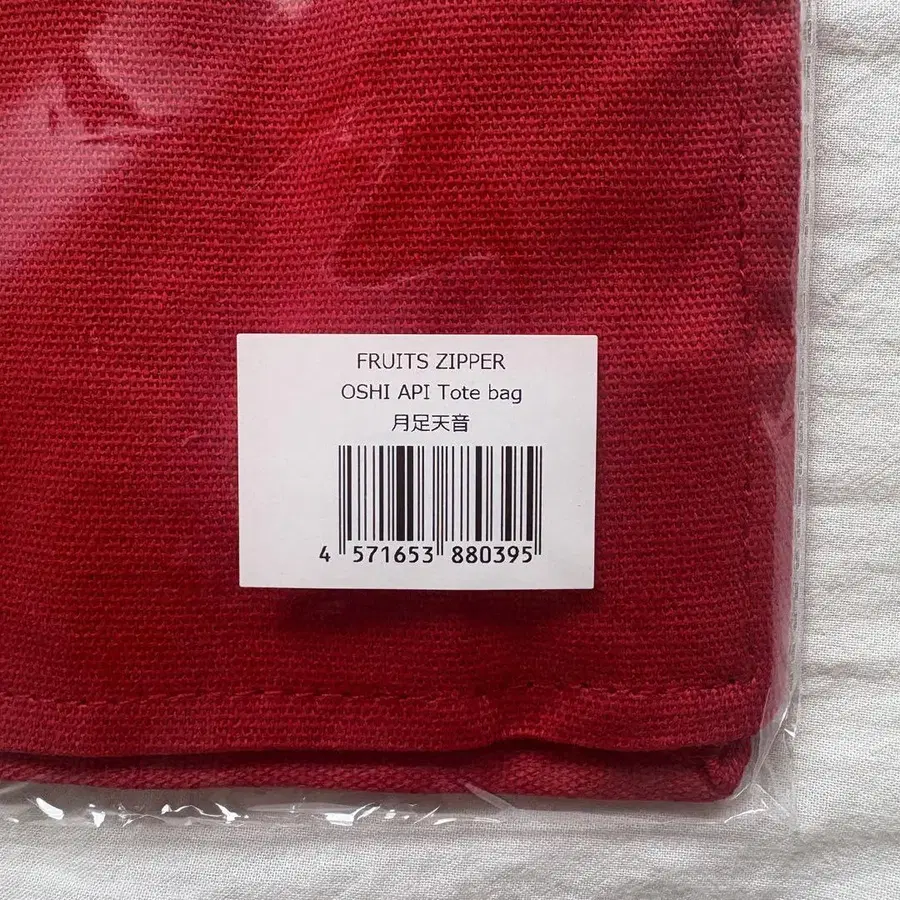 FRUITS ZIPPER
OSHI API Tote bag
月足天音
4 571653 880395